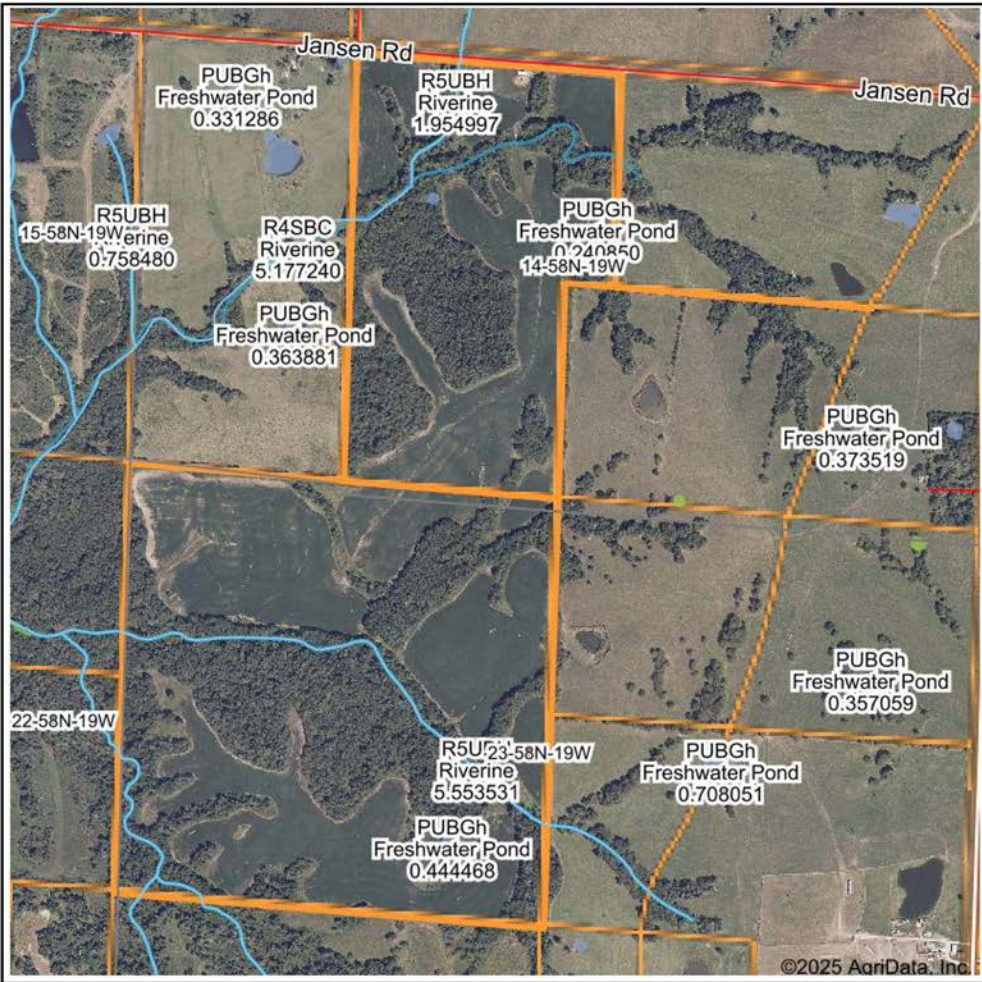 Jansen Rd
Jansen Rd
PUBGh
Freshwater Pond
0.331286
R5UBH
Riverine
1.954997
R5UBH
15-58N-19W
0.758480
R4SBC
Riverine
5.177240
PUBGh
Freshwater Pond
0.240850
14-58N-19W
PUBGh
Freshwater Pond
0.363881
PUBGh
Freshwater Pond
0.373519
PUBGh
Freshwater Pond
0.357059
22-58N-19W
23-58N-19W
Riverine
5.553531
PUBGh
Freshwater Pond
0.708051
PUBGh
Freshwater Pond
0.444468
©2025 AgriData, Inc.